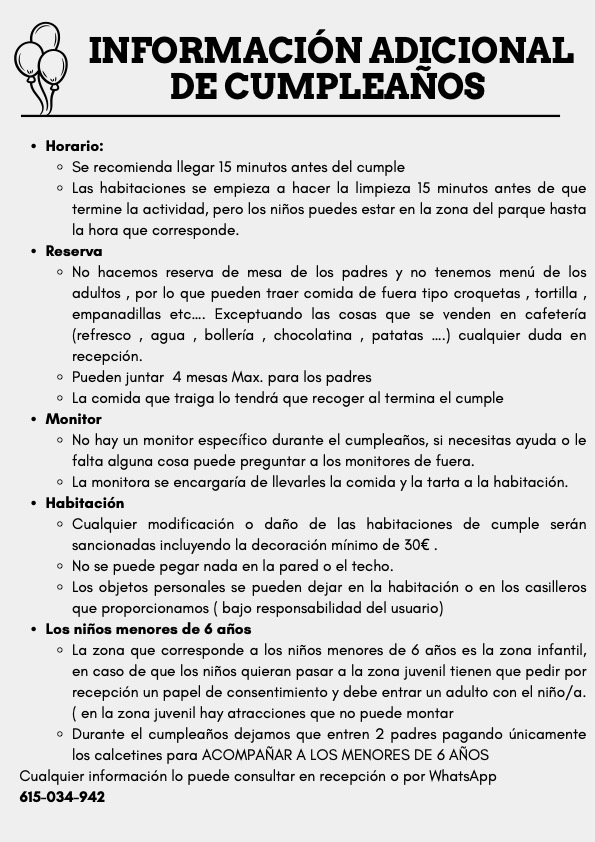 INFORMACIÓN ADICIONAL
DE CUMPLEAÑOS
• Horario:
◦ Se recomienda llegar 15 minutos antes del cumple
◦ Las habitaciones se empieza a hacer la limpieza 15 minutos antes de que
termine la actividad, pero los niños puedes estar en la zona del parque hasta
la hora que corresponde.
• Reserva
◦ No hacemos reserva de mesa de los padres y no tenemos menú de los
adultos , por lo que pueden traer comida de fuera tipo croquetas , tortilla ,
empanadillas etc.... Exceptuando las cosas que se venden en cafetería
(refresco , agua , bollería , chocolatina , patatas ....) cualquier duda en
recepción.
◦ Pueden juntar 4 mesas Max. para los padres
◦ La comida que traiga lo tendrá que recoger al termina el cumple
• Monitor
◦ No hay un monitor específico durante el cumpleaños, si necesitas ayuda o le
falta alguna cosa puede preguntar a los monitores de fuera.
◦ La monitora se encargaría de llevarles la comida y la tarta a la habitación.
• Habitación
◦ Cualquier modificación o daño de las habitaciones de cumple serán
sancionadas incluyendo la decoración mínimo de 30€ .
◦ No se puede pegar nada en la pared o el techo.
◦ Los objetos personales se pueden dejar en la habitación o en los casilleros
que proporcionamos ( bajo responsabilidad del usuario)
• Los niños menores de 6 años
◦ La zona que corresponde a los niños menores de 6 años es la zona infantil,
en caso de que los niños quieran pasar a la zona juvenil tienen que pedir por
recepción un papel de consentimiento y debe entrar un adulto con el niño/a.
( en la zona juvenil hay atracciones que no puede montar
◦ Durante el cumpleaños dejamos que entren 2 padres pagando únicamente
los calcetines para ACOMPAÑAR A LOS MENORES DE 6 AÑOS
Cualquier información lo puede consultar en recepción o por WhatsApp
615-034-942